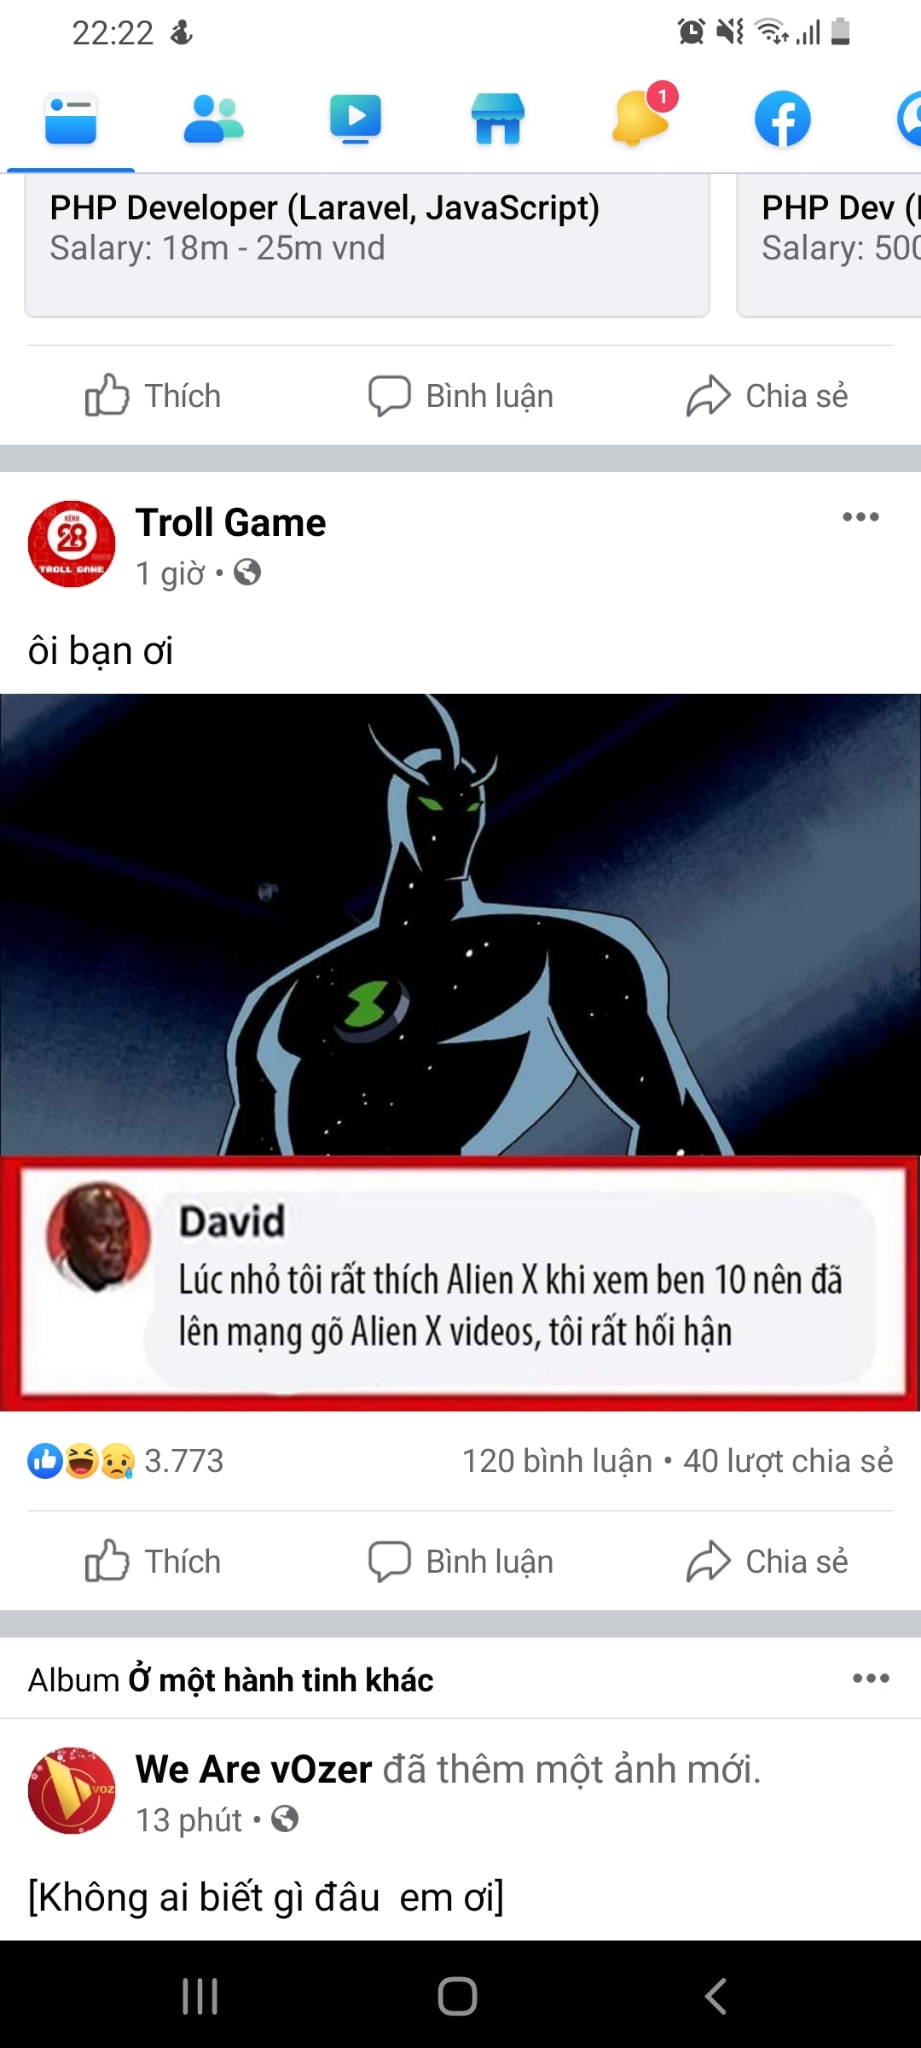 22:22
1
PHP Developer (Laravel, JavaScript)
Salary: 18m - 25m vnd
PHP Dev (
Salary: 500
Thích
Bình luận
Chia sẻ
KÊNH
28
TROLL GAME
Troll Game
1 giờ
ôi bạn ơi
David
Lúc nhỏ tôi rất thích Alien X khi xem ben 10 nên đã
lên mạng gõ Alien X videos, tôi rất hối hận
3.773
120 bình luận • 40 lượt chia sẻ
Thích
Bình luận
Chia sẻ
Album Ở một hành tinh khác
VOZ
We Are vOzer đã thêm một ảnh mới.
13 phút
[Không ai biết gì đâu  em ơi]